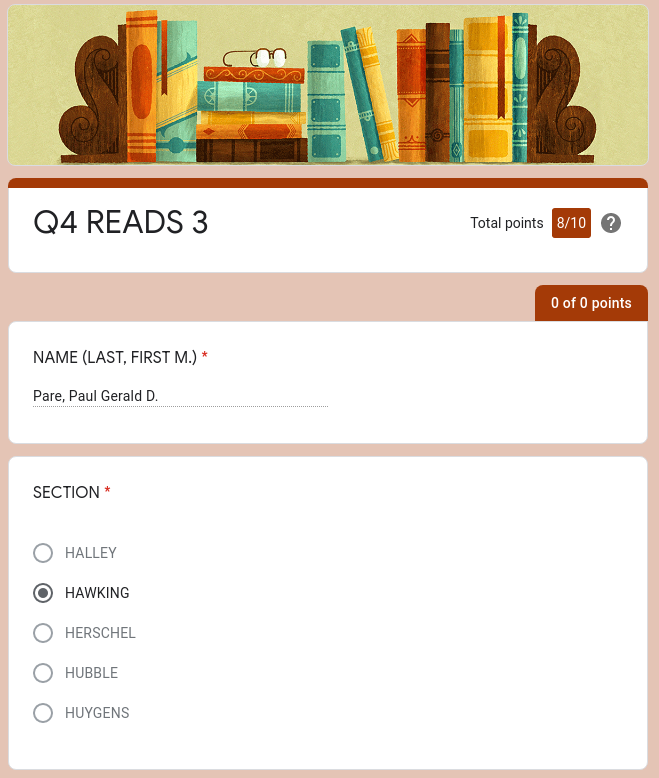 Q4 READS 3
Total points 8/10
0 of 0 points
NAME (LAST, FIRST M.) *
Pare, Paul Gerald D.
SECTION *
HALLEY
HAWKING
HERSCHEL
HUBBLE
HUYGENS